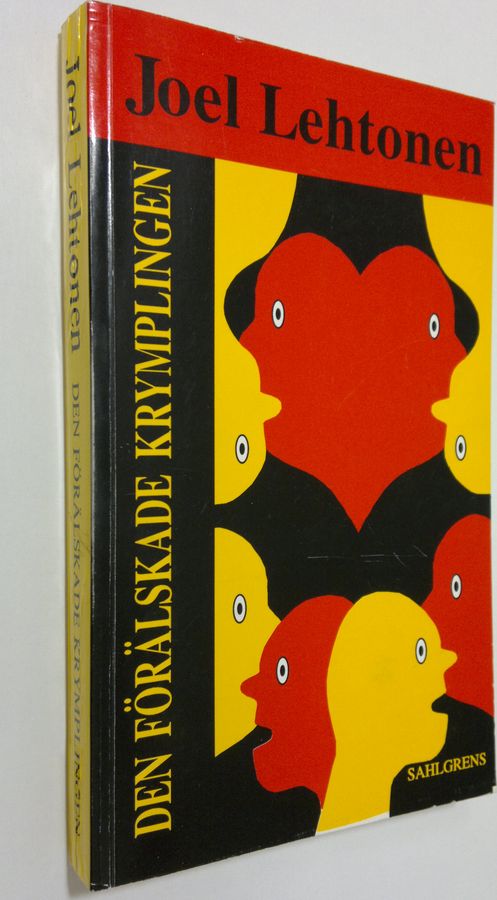 Joel Lehtonen
DEN FÖRÄLSKADE KRYMPLINGEN
SAHLGRENS
Joel Lehtonen DEN FÖRÄLSKADE KRYMPLINGEN